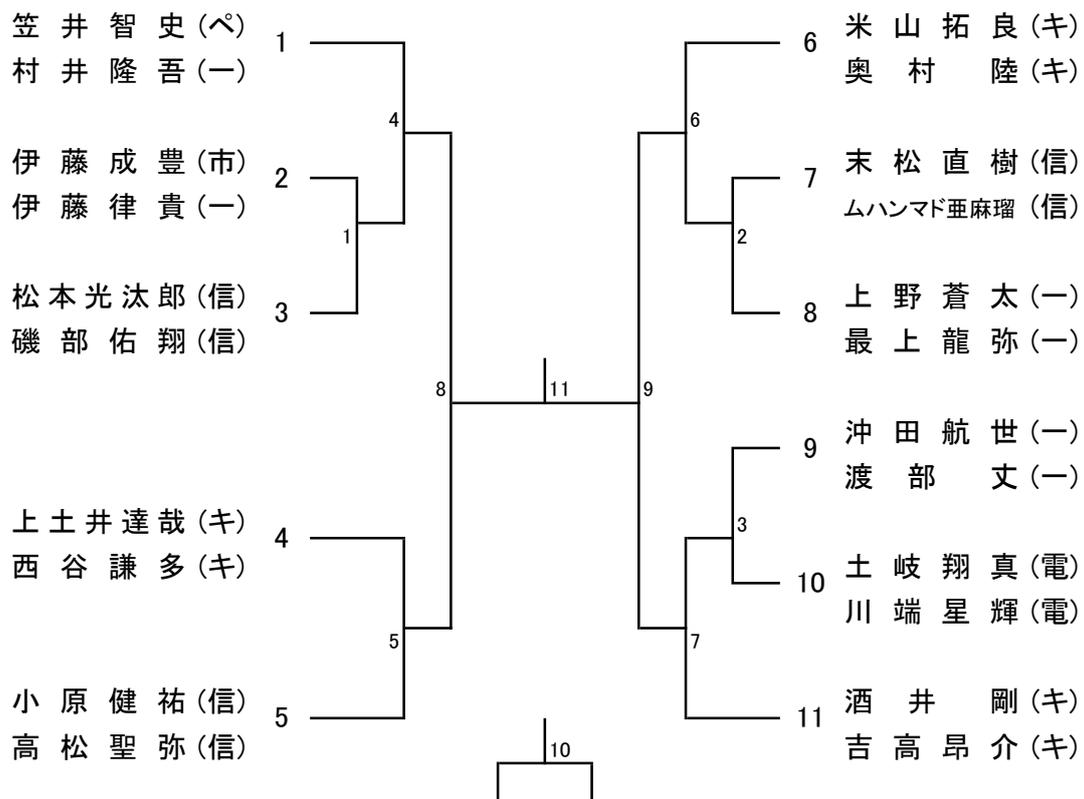 笠井智史(ペ)
1
村井隆吾(一)
4
伊藤成豊(市)
2
伊藤律貴(一)
1
松本光汰郎(信)
3
磯部佑翔(信)
8
上土井達哉(キ)
4
西谷謙多(キ)
5
小原健祐(信)
5
高松聖弥(信)
11
10
6
米山拓良(キ)
奥村陸(キ)
6
7
末松直樹(信)
ムハンマド亜麻瑠(信)
2
8
上野蒼太(一)
最上龍弥(一)
9
9
沖田航世(一)
渡部丈(一)
3
10
土岐翔真(電)
川端星輝(電)
7
11
酒井剛(キ)
吉高昂介(キ)